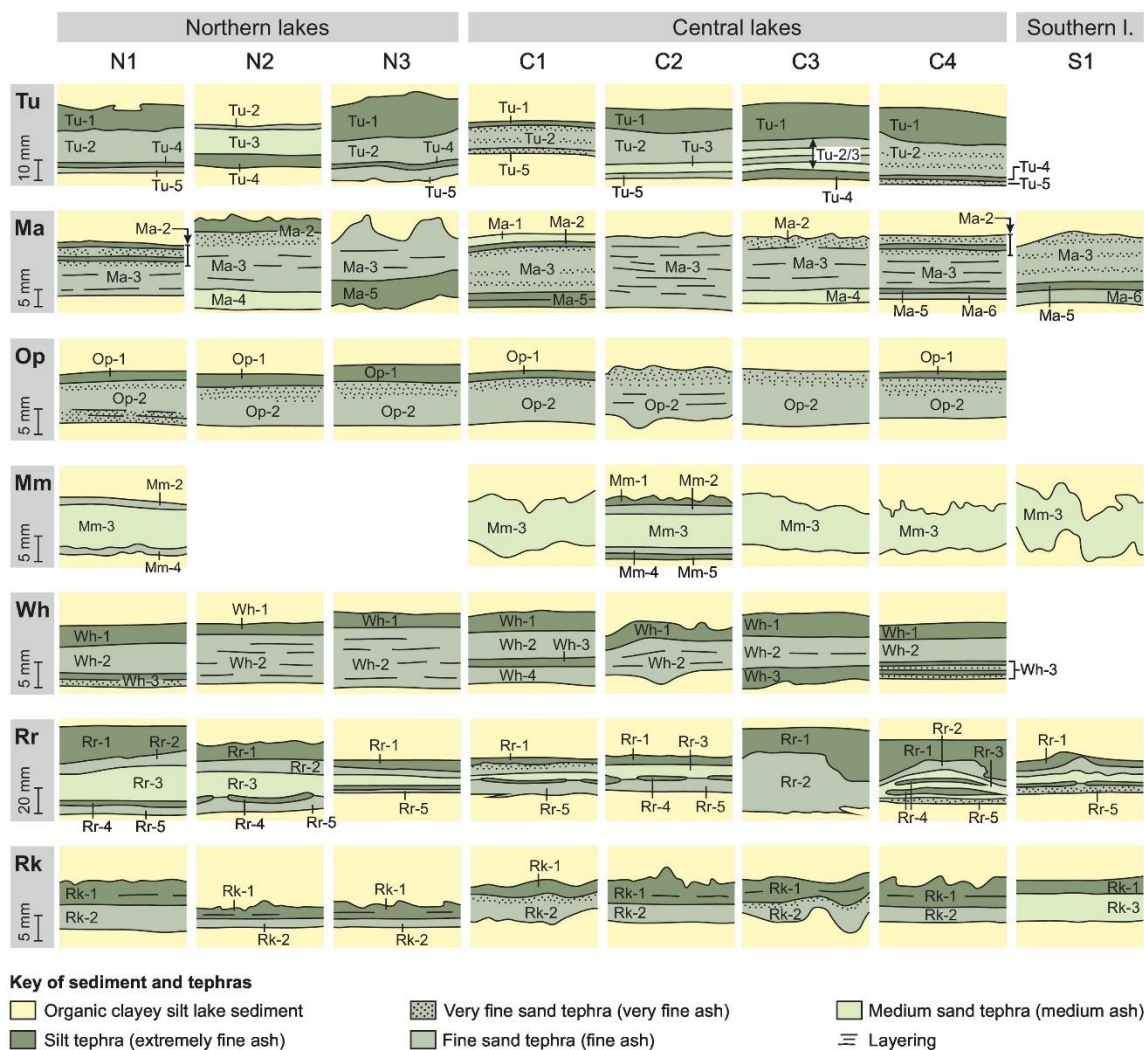 Northern lakes Central lakes Southern l.
N1 N2 N3 C1 C2 C3 C4 S1
Tu
10 mm
Tu-1
Tu-2
Tu-4
Tu-5
Tu-2
Tu-3
Tu-4
Tu-1
Tu-2
Tu-4
Tu-5
Tu-1
Tu-2
Tu-5
Tu-1
Tu-2
Tu-3
Tu-5
Tu-1
Tu-2/3
Tu-4
Tu-1
Tu-2
Tu-4
Tu-5
Ma
5 mm
Ma-2
Ma-3
Ma-2
Ma-3
Ma-4
Ma-3
Ma-5
Ma-1
Ma-2
Ma-3
Ma-5
Ma-3
Ma-2
Ma-3
Ma-4
Ma-2
Ma-3
Ma-5
Ma-6
Ma-3
Ma-6
Ma-5
Op
5 mm
Op-1
Op-2
Op-1
Op-2
Op-1
Op-2
Op-1
Op-2
Op-2
Op-2
Op-1
Op-2
Mm
5 mm
Mm-2
Mm-3
Mm-4
Mm-3
Mm-1
Mm-2
Mm-3
Mm-4
Mm-5
Mm-3
Mm-3
Mm-3
Wh
5 mm
Wh-1
Wh-2
Wh-3
Wh-1
Wh-2
Wh-1
Wh-2
Wh-1
Wh-2
Wh-3
Wh-4
Wh-1
Wh-2
Wh-1
Wh-2
Wh-3
Wh-1
Wh-2
Wh-3
Rr
20 mm
Rr-1
Rr-2
Rr-3
Rr-4
Rr-5
Rr-1
Rr-2
Rr-3
Rr-4
Rr-5
Rr-1
Rr-5
Rr-1
Rr-5
Rr-2
Rr-3
Rr-4
Rr-5
Rr-1
Rr-2
Rr-2
Rr-1
Rr-3
Rr-4
Rr-5
Rr-1
Rr-5
Rk
5 mm
Rk-1
Rk-2
Rk-1
Rk-2
Rk-1
Rk-2
Rk-1
Rk-2
Rk-1
Rk-2
Rk-1
Rk-2
Rk-1
Rk-2
Rk-1
Rk-3
Key of sediment and tephras
Organic clayey silt lake sediment
Very fine sand tephra (very fine ash)
Medium sand tephra (medium ash)
Silt tephra (extremely fine ash)
Fine sand tephra (fine ash)
Layering